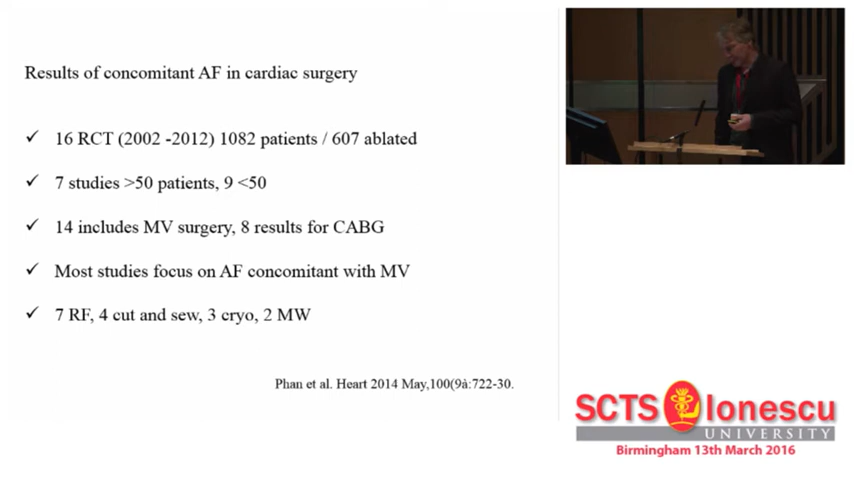 Results of concomitant AF in cardiac surgery
✓ 16 RCT (2002 -2012) 1082 patients / 607 ablated
✓ 7 studies >50 patients, 9 <50
✓ 14 includes MV surgery, 8 results for CABG
✓ Most studies focus on AF concomitant with MV
✓ 7 RF, 4 cut and sew, 3 cryo, 2 MW
Phan et al. Heart 2014 May,100(9à:722-30.
SCTS Ionescu
UNIVERSITY
Birmingham 13th March 2016